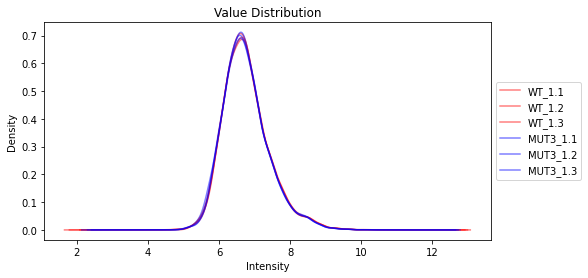 Value Distribution
0.7
0.6
0.5
0.4
0.3
0.2
0.1
0.0
Density
2
4
6
8
10
12
Intensity
WT_1.1
WT_1.2
WT_1.3
MUT3_1.1
MUT3_1.2
MUT3_1.3